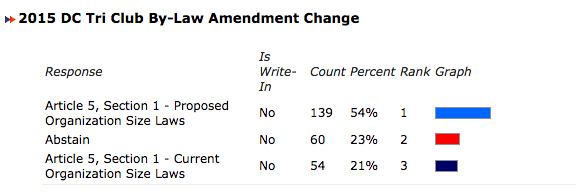 2015 DC Tri Club By-Law Amendment Change
Is
Response Write- Count Percent Rank Graph
In
Article 5, Section 1 - Proposed
Organization Size Laws No 139 54% 1
Abstain No 60 23% 2
Article 5, Section 1 - Current
Organization Size Laws No 54 21% 3